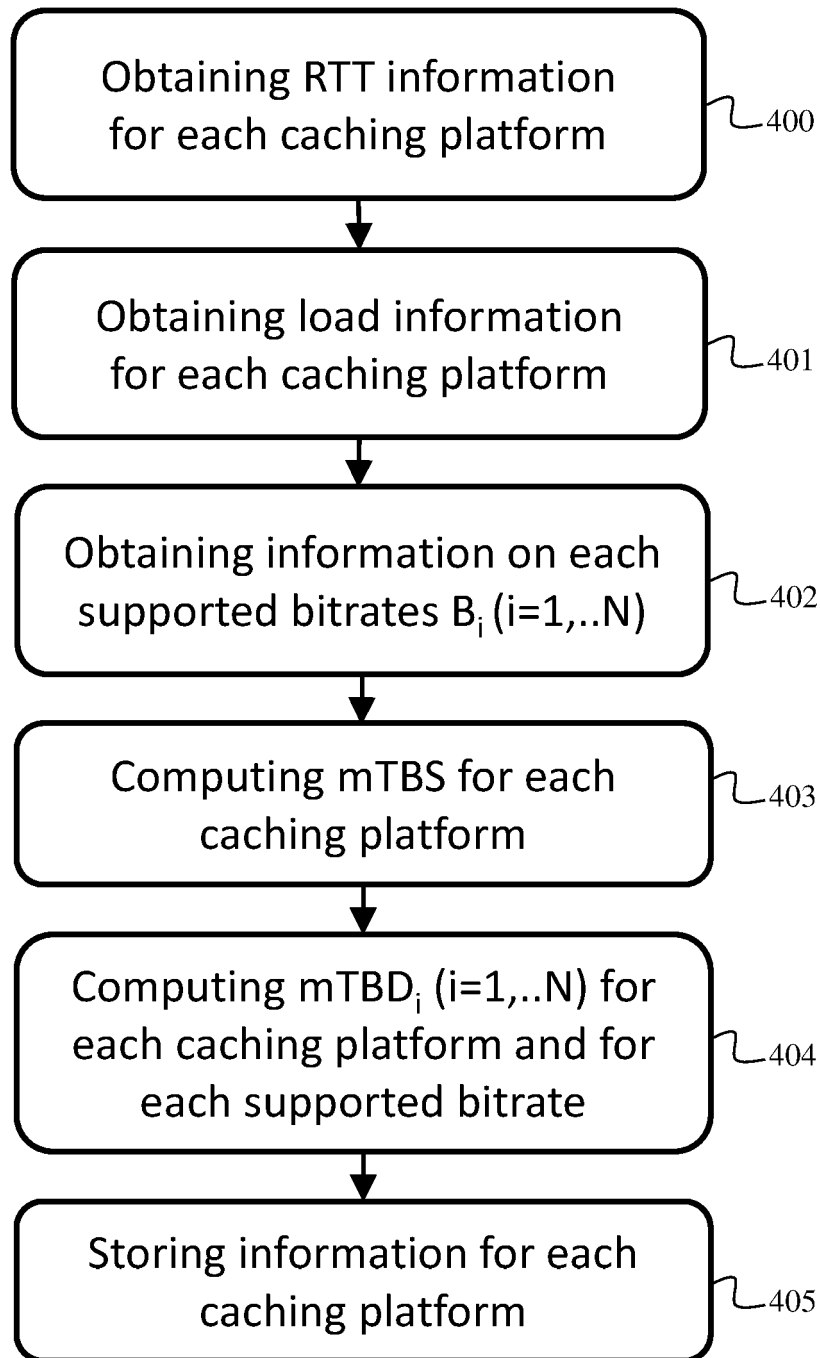 Obtaining RTT information
for each caching platform
400
Obtaining load information
for each caching platform
401
Obtaining information on each
supported bitrates Bᵢ (i=1,..N)
402
Computing mTBS for each
caching platform
403
Computing mTBDᵢ (i=1,..N) for
each caching platform and for
each supported bitrate
404
Storing information for each
caching platform
405